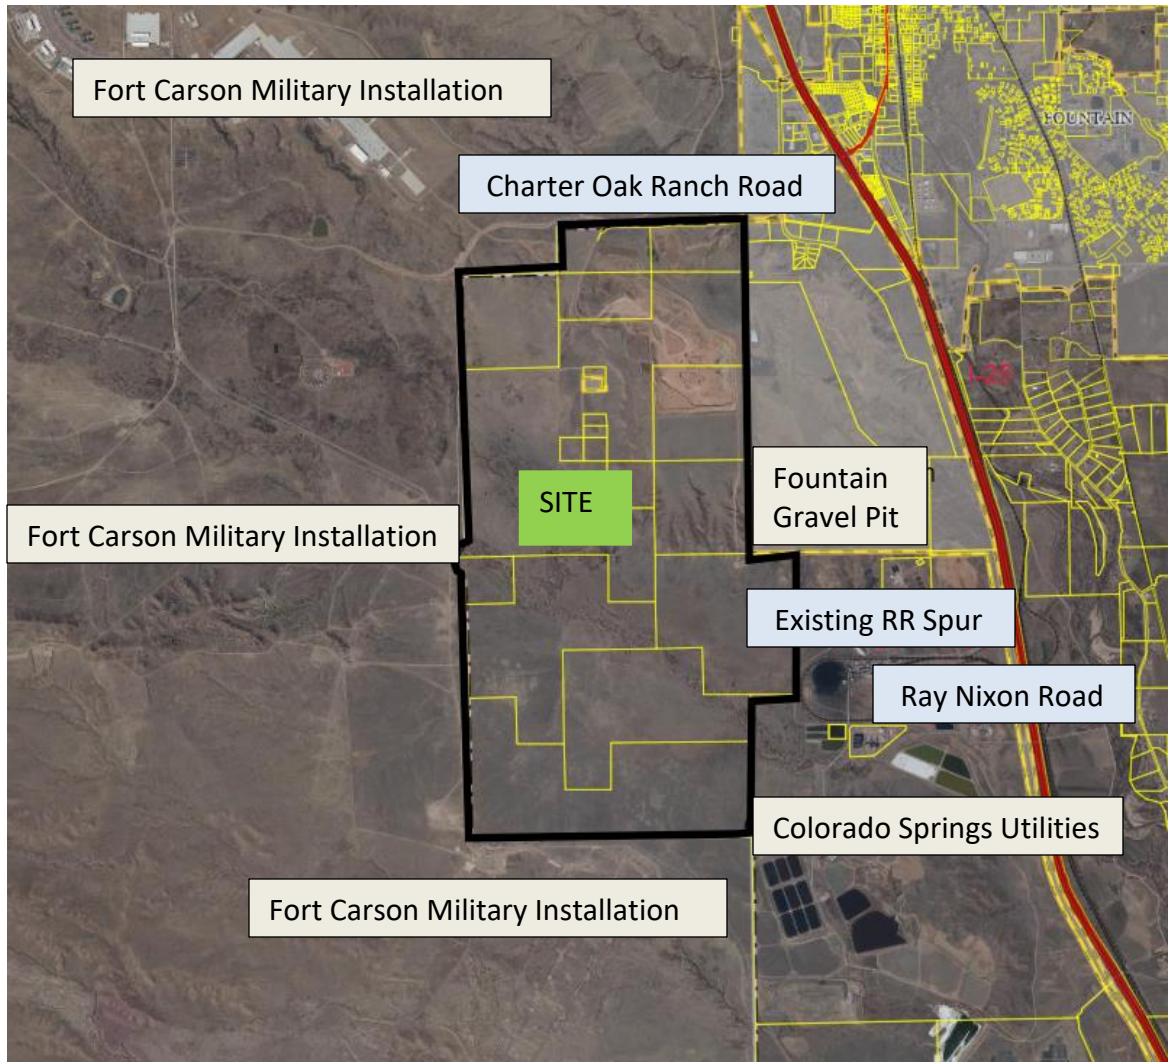 Fort Carson Military Installation
FOUNTAIN
Charter Oak Ranch Road
I-25
Fountain
Gravel Pit
SITE
Fort Carson Military Installation
Existing RR Spur
Ray Nixon Road
Colorado Springs Utilities
Fort Carson Military Installation